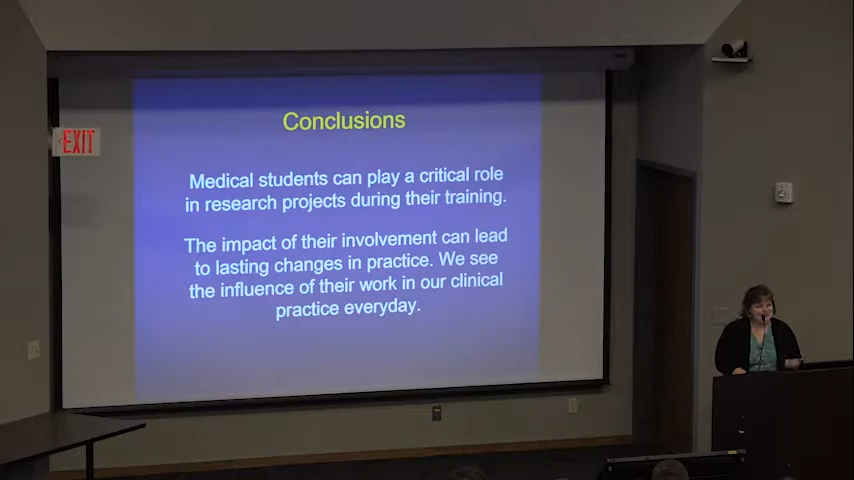 Conclusions
EXIT
Medical students can play a critical role
in research projects during their training.
The impact of their involvement can lead
to lasting changes in practice. We see
the influence of their work in our clinical
practice everyday.